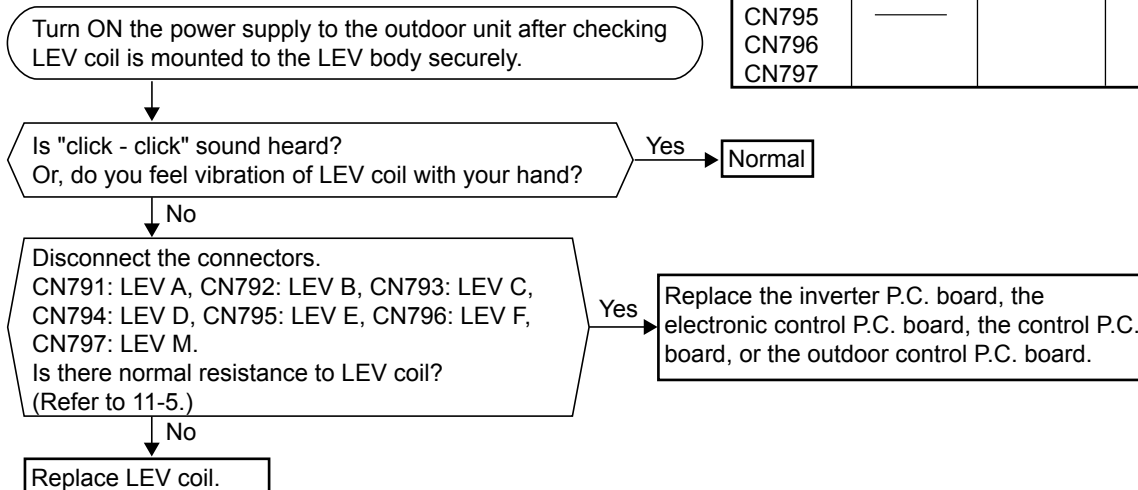 Turn ON the power supply to the outdoor unit after checking
LEV coil is mounted to the LEV body securely.
CN795
CN796
CN797
Is "click - click" sound heard?
Or, do you feel vibration of LEV coil with your hand?
Yes
Normal
No
Disconnect the connectors.
CN791: LEV A, CN792: LEV B, CN793: LEV C,
CN794: LEV D, CN795: LEV E, CN796: LEV F,
CN797: LEV M.
Is there normal resistance to LEV coil?
(Refer to 11-5.)
Yes
Replace the inverter P.C. board, the
electronic control P.C. board, the control P.C.
board, or the outdoor control P.C. board.
No
Replace LEV coil.